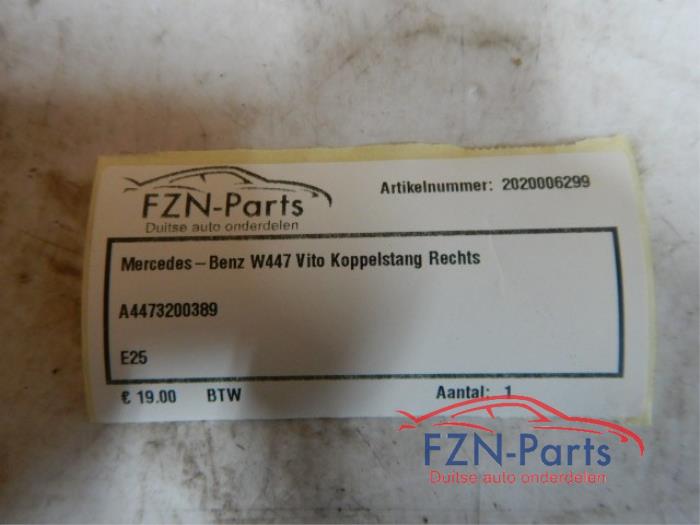 FZN-Parts
Duitse auto onderdelen
Artikelnummer: 2020006299
Mercedes-Benz W447 Vito Koppelstang Rechts
A4473200389
E25
€ 19.00 BTW Aantal: 1
FZN-Parts
Duitse auto onderdelen